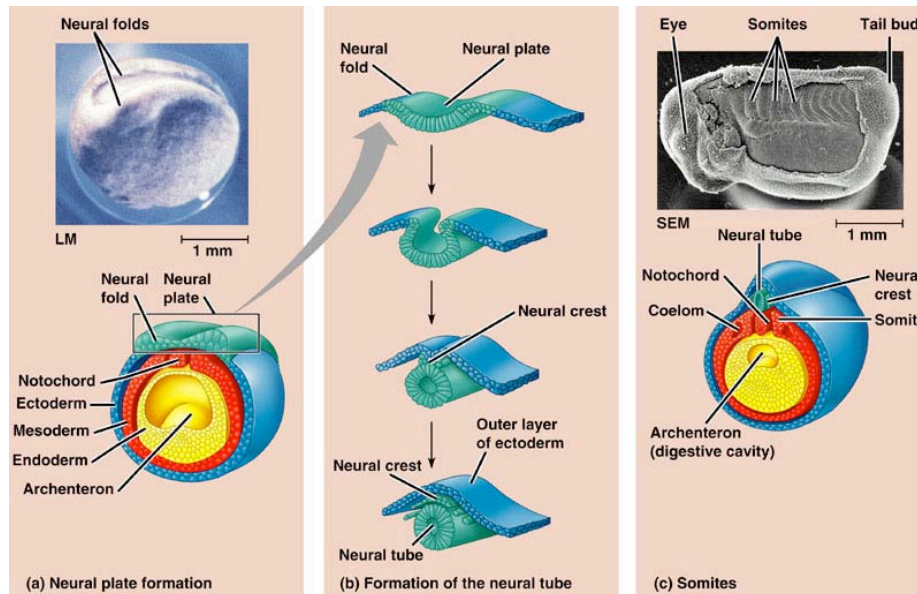 Neural folds
LM
1 mm
Neural
fold
Neural
plate
Notochord
Ectoderm
Mesoderm
Endoderm
Archenteron
(a) Neural plate formation
Neural
fold
Neural plate
Neural crest
Outer layer
of ectoderm
Neural crest
Neural tube
(b) Formation of the neural tube
Eye
Somites
Tail bud
SEM
1 mm
Neural tube
Notochord
Neural
crest
Coelom
Archenteron
(digestive cavity)
(c) Somites